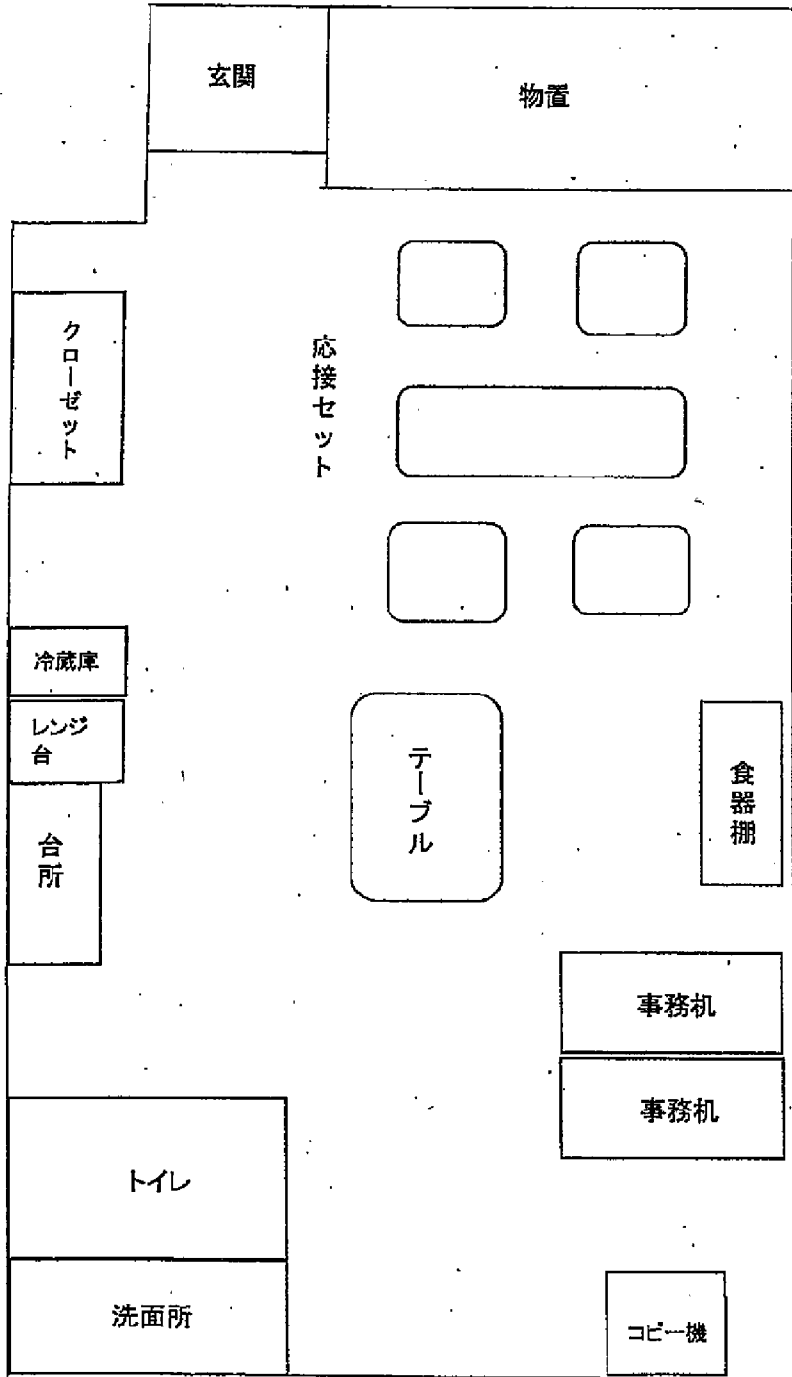 玄関
物置
クローゼット
応接セット
冷蔵庫
レンジ
台
台所
テーブル
食器棚
事務机
事務机
トイレ
洗面所
コピー機